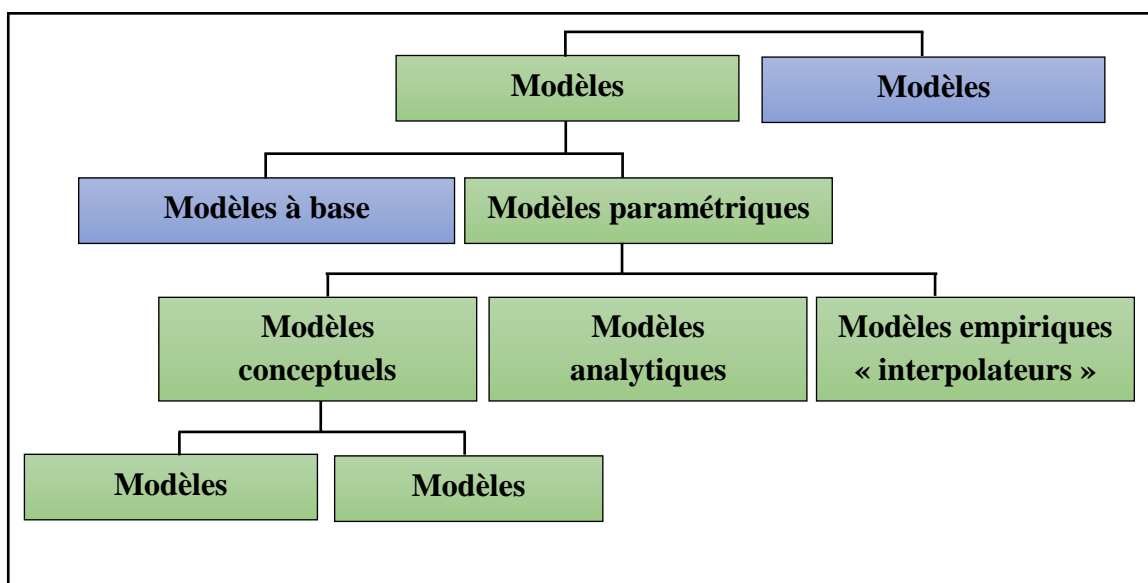 Modèles
Modèles
Modèles à base
Modèles paramétriques
Modèles
conceptuels
Modèles
analytiques
Modèles empiriques
« interpolateurs »
Modèles
Modèles